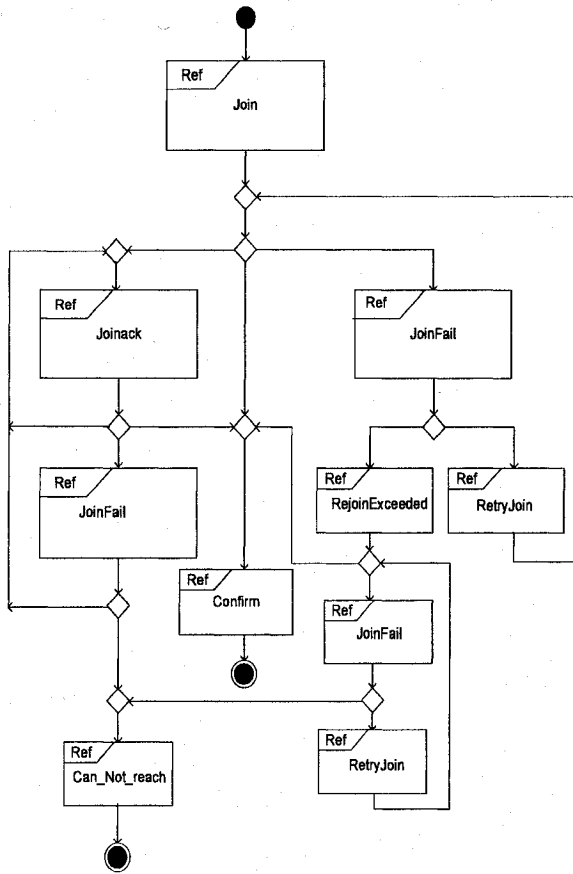 Ref
Join
Ref
Joinack
Ref
JoinFail
Ref
JoinFail
Ref
RejoinExceeded
Ref
RetryJoin
Ref
Confirm
Ref
JoinFail
Ref
Can_Not_reach
Ref
RetryJoin